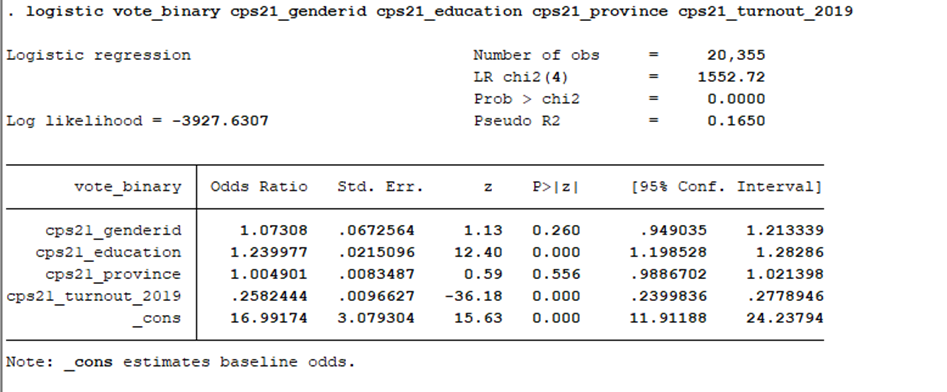 . logistic vote_binary cps21_genderid cps21_education cps21_province cps21_turnout_2019
Logistic regression Number of obs = 20,355
LR chi2(4) = 1552.72
Prob > chi2 = 0.0000
Log likelihood = -3927.6307 Pseudo R2 = 0.1650
vote_binary Odds Ratio Std. Err. z P>|z| [95% Conf. Interval]
cps21_genderid 1.07308 .0672564 1.13 0.260 .949035 1.213339
cps21_education 1.239977 .0215096 12.40 0.000 1.198528 1.28286
cps21_province 1.004901 .0083487 0.59 0.556 .9886702 1.021398
cps21_turnout_2019 .2582444 .0096627 -36.18 0.000 .2399836 .2778946
_cons 16.99174 3.079304 15.63 0.000 11.91188 24.23794
Note: _cons estimates baseline odds.